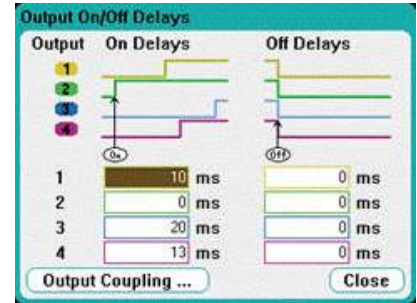 Output On/Off Delays
Output On Delays Off Delays
1
2
3
4
On Off
1 10 ms 0 ms
2 0 ms 0 ms
3 20 ms 0 ms
4 13 ms 0 ms
Output Coupling ... Close